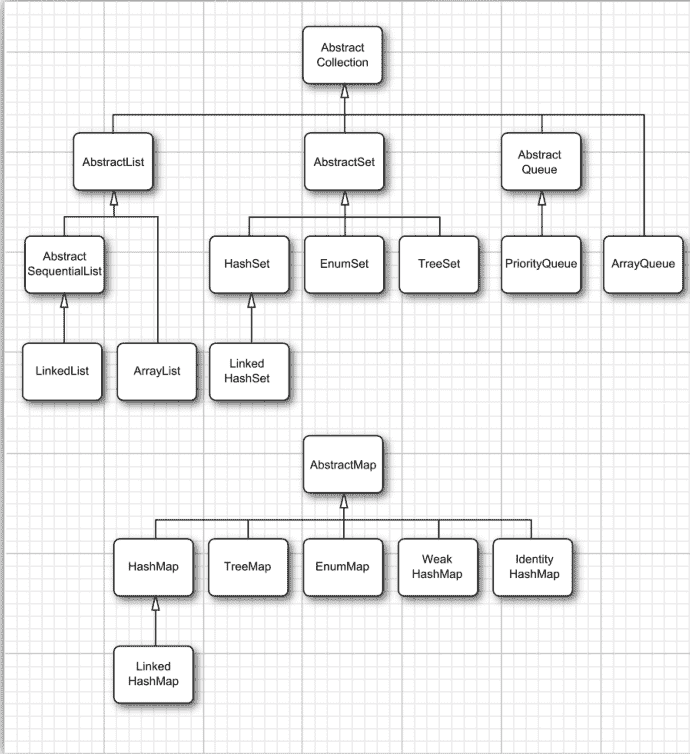 Abstract
Collection
AbstractList
AbstractSet
Abstract
Queue
Abstract
SequentialList
HashSet
EnumSet
TreeSet
PriorityQueue
ArrayQueue
LinkedList
ArrayList
Linked
HashSet
AbstractMap
HashMap
TreeMap
EnumMap
Weak
HashMap
Identity
HashMap
Linked
HashMap